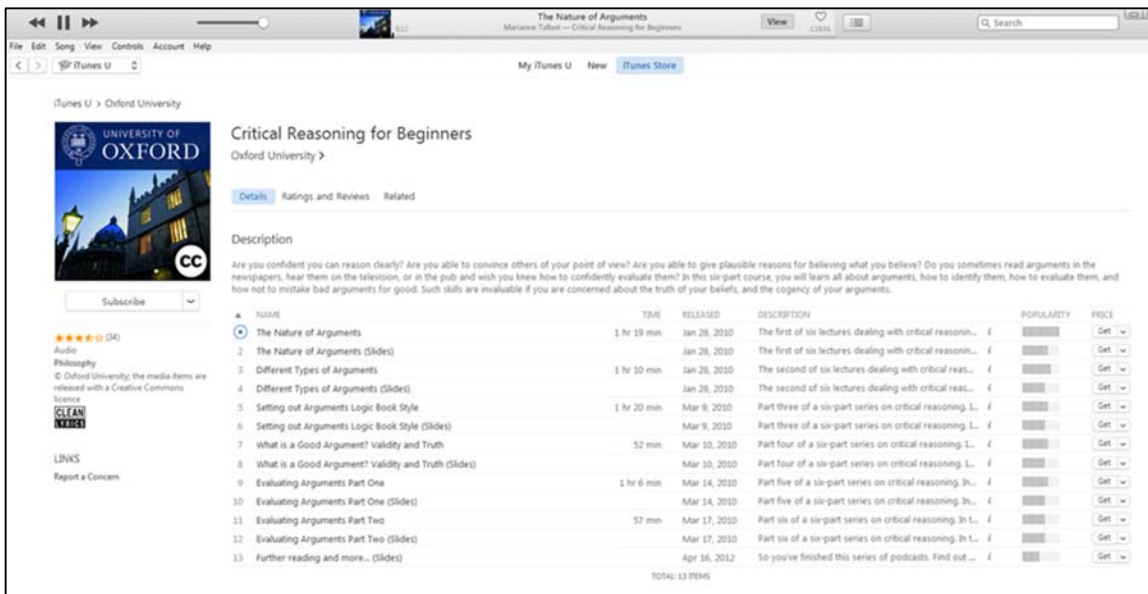 The Nature of Arguments
Marianne Talbot — Critical Reasoning for Beginners
View
Search
File Edit Song View Controls Account Help
iTunes U
My iTunes U New iTunes Store
iTunes U > Oxford University
UNIVERSITY OF
OXFORD
CC
Subscribe
(34)
Audio
Philosophy
© Oxford University; the media items are
released with a Creative Commons
licence
CLEAN
LYRICS
LINKS
Report a Concern
Critical Reasoning for Beginners
Oxford University >
Details Ratings and Reviews Related
Description
Are you confident you can reason clearly? Are you able to convince others of your point of view? Are you able to give plausible reasons for believing what you believe? Do you sometimes read arguments in the
newspapers, hear them on the television, or in the pub and wish you knew how to confidently evaluate them? In this six-part course, you will learn all about arguments, how to identify them, how to evaluate them, and
how not to mistake bad arguments for good. Such skills are invaluable if you are concerned about the truth of your beliefs, and the cogency of your arguments.
NAME TIME RELEASED DESCRIPTION POPULARITY PRICE
The Nature of Arguments 1 hr 19 min Jan 28, 2010 The first of six lectures dealing with critical reasonin... i Get
2 The Nature of Arguments (Slides) Jan 28, 2010 The first of six lectures dealing with critical reasonin... i Get
3 Different Types of Arguments 1 hr 10 min Jan 28, 2010 The second of six lectures dealing with critical reas... i Get
4 Different Types of Arguments (Slides) Jan 28, 2010 The second of six lectures dealing with critical reas... i Get
5 Setting out Arguments Logic Book Style 1 hr 20 min Mar 9, 2010 Part three of a six-part series on critical reasoning. I... i Get
6 Setting out Arguments Logic Book Style (Slides) Mar 9, 2010 Part three of a six-part series on critical reasoning. I... i Get
7 What is a Good Argument? Validity and Truth 52 min Mar 10, 2010 Part four of a six-part series on critical reasoning. I... i Get
8 What is a Good Argument? Validity and Truth (Slides) Mar 10, 2010 Part four of a six-part series on critical reasoning. I... i Get
9 Evaluating Arguments Part One 1 hr 6 min Mar 14, 2010 Part five of a six-part series on critical reasoning. In... i Get
10 Evaluating Arguments Part One (Slides) Mar 14, 2010 Part five of a six-part series on critical reasoning. In... i Get
11 Evaluating Arguments Part Two 57 min Mar 17, 2010 Part six of a six-part series on critical reasoning. In t... i Get
12 Evaluating Arguments Part Two (Slides) Mar 17, 2010 Part six of a six-part series on critical reasoning. In t... i Get
13 Further reading and more... (Slides) Apr 16, 2012 So you've finished this series of podcasts. Find out ... i Get
TOTAL: 13 ITEMS